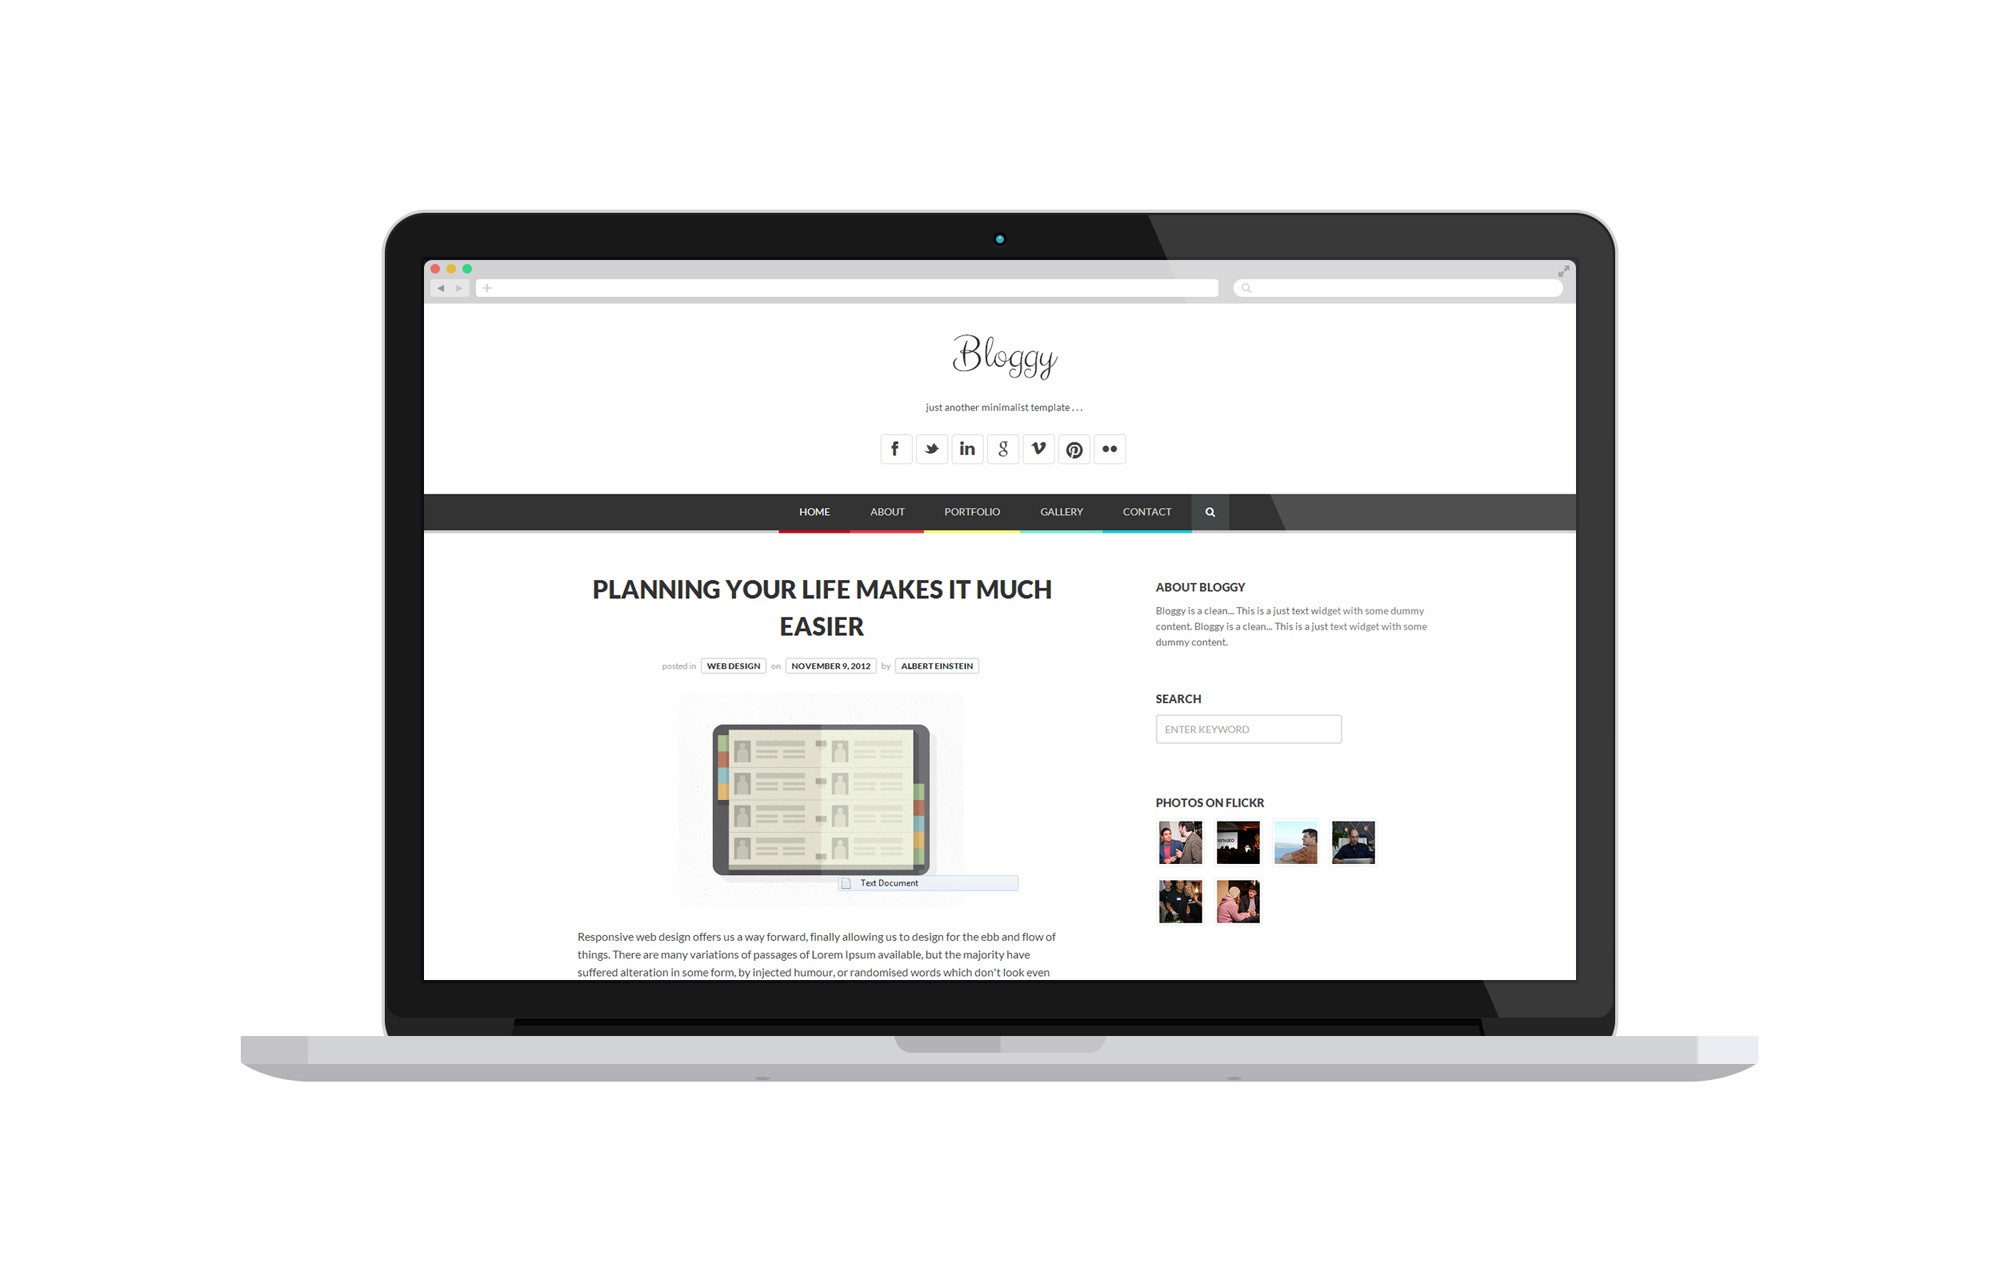 Bloggy
just another minimalist template . . .
HOME ABOUT PORTFOLIO GALLERY CONTACT
PLANNING YOUR LIFE MAKES IT MUCH
EASIER
posted in WEB DESIGN on NOVEMBER 9, 2012 by ALBERT EINSTEIN
Text Document
Responsive web design offers us a way forward, finally allowing us to design for the ebb and flow of
things. There are many variations of passages of Lorem Ipsum available, but the majority have
suffered alteration in some form, by injected humour, or randomised words which don't look even
ABOUT BLOGGY
Bloggy is a clean... This is a just text widget with some dummy
content. Bloggy is a clean... This is a just text widget with some
dummy content.
SEARCH
ENTER KEYWORD
PHOTOS ON FLICKR